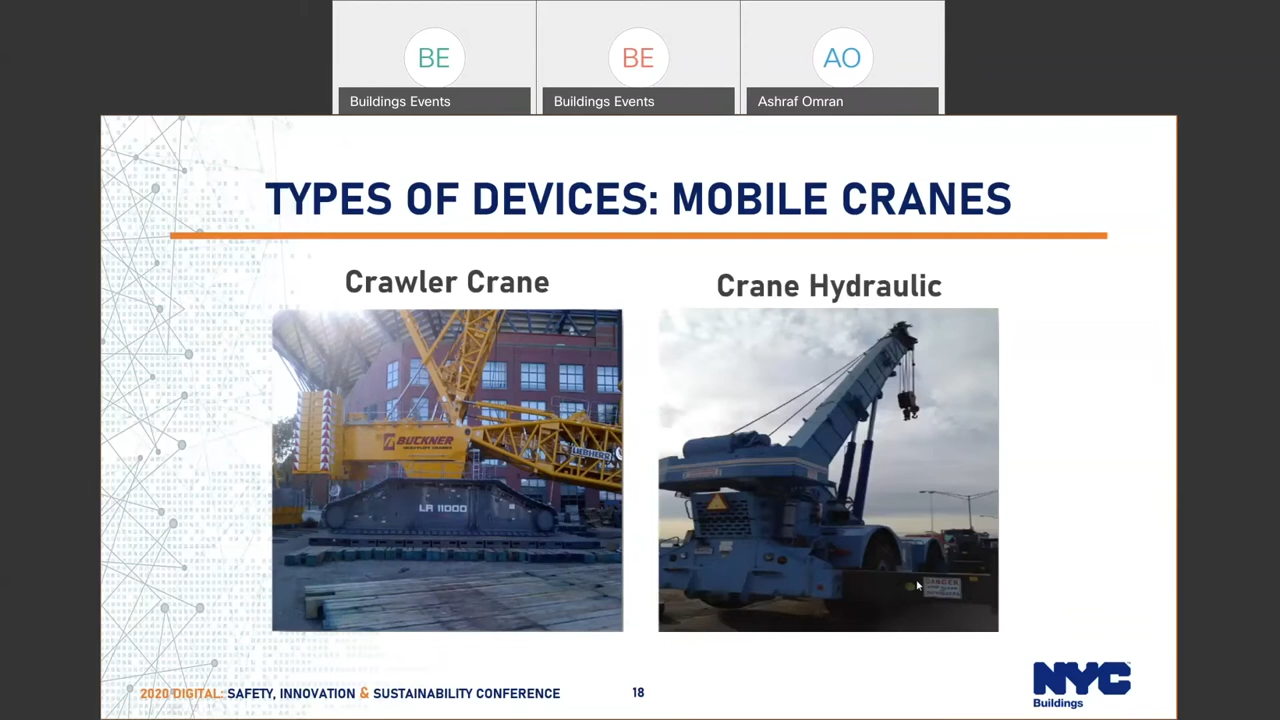 BE
BE
AO
Buildings Events
Buildings Events
Ashraf Omran
TYPES OF DEVICES: MOBILE CRANES
Crawler Crane
Crane Hydraulic
BUCKNER
LIEBHERR
LR 11000
DANGER
2020 DIGITAL: SAFETY, INNOVATION & SUSTAINABILITY CONFERENCE
18
NYC
Buildings